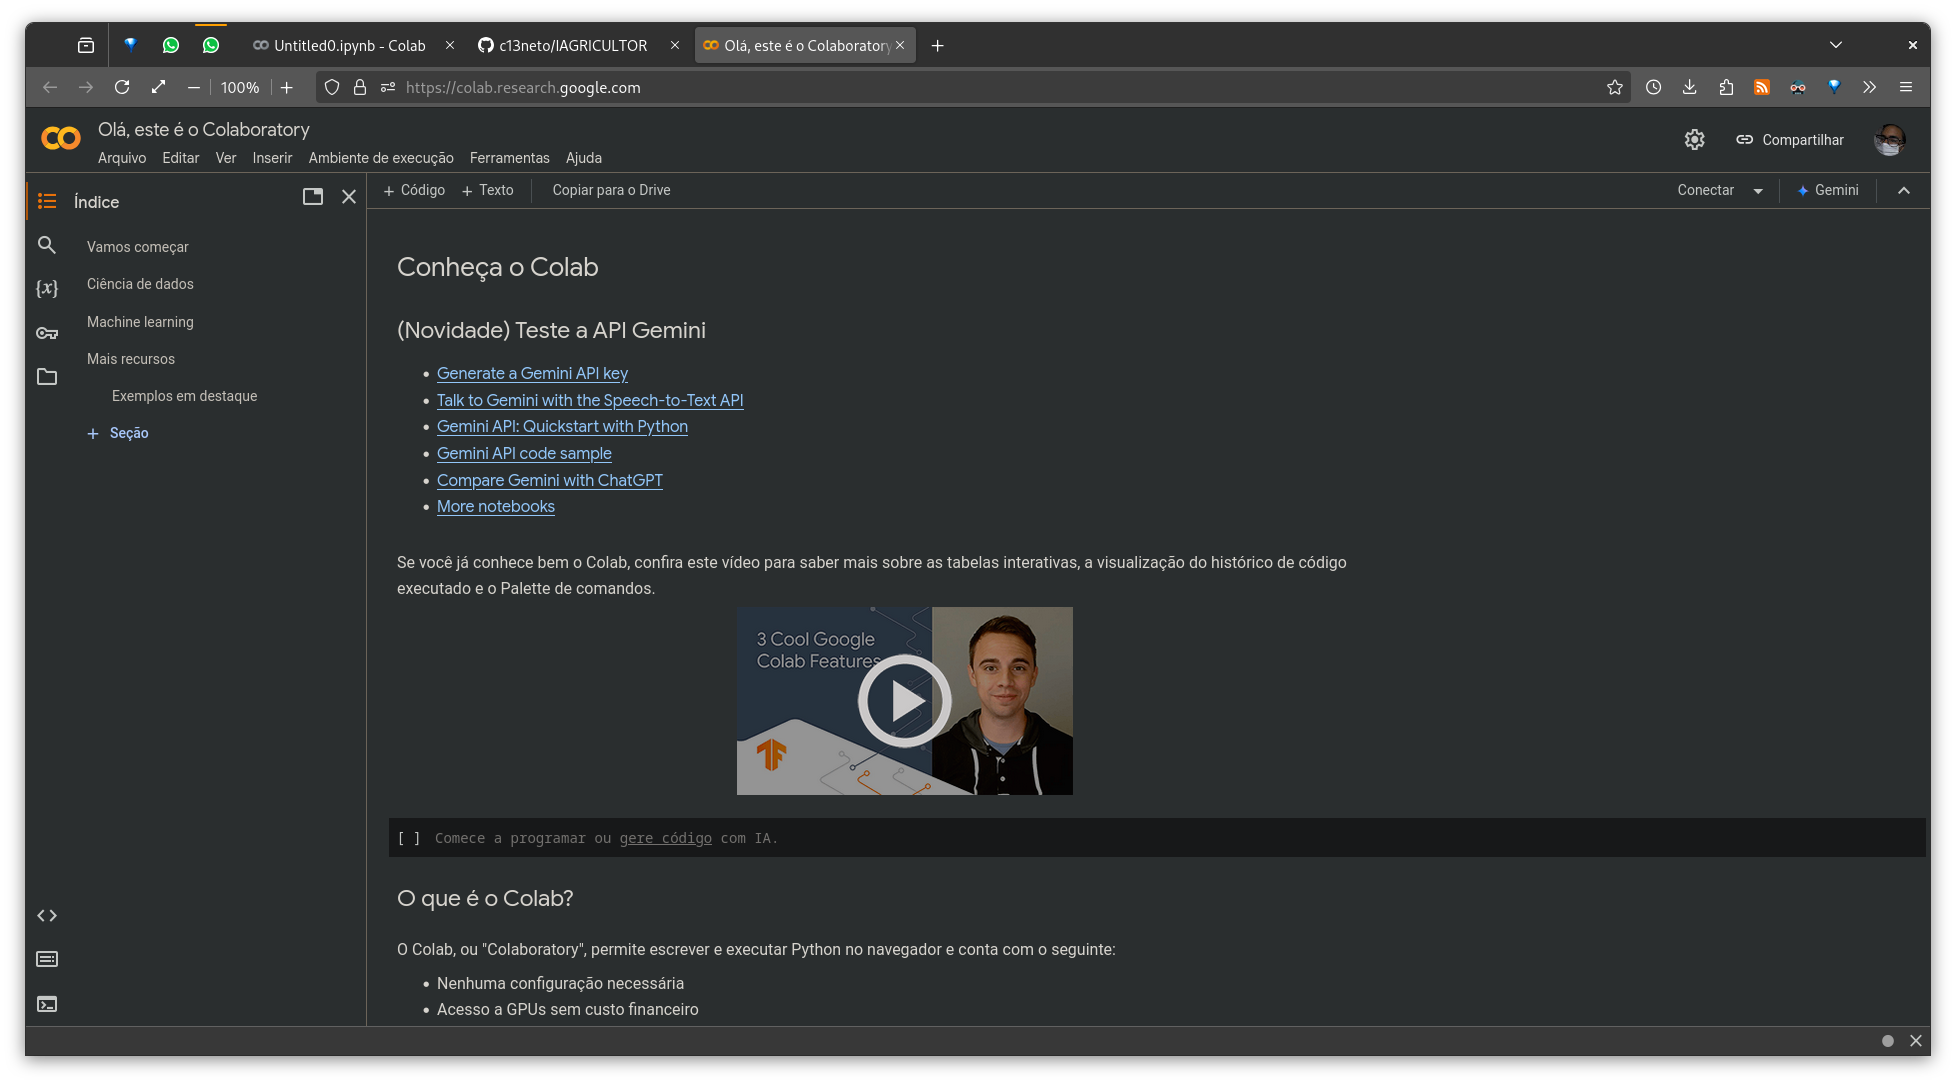 Untitled0.ipynb - Colab
c13neto/IAGRICULTOR
Olá, este é o Colaboratory
100%
https://colab.research.google.com
Olá, este é o Colaboratory
Arquivo Editar Ver Inserir Ambiente de execução Ferramentas Ajuda
Compartilhar
Índice
+ Código + Texto Copiar para o Drive
Conectar
Gemini
Vamos começar
Ciência de dados
Machine learning
Mais recursos
Exemplos em destaque
+ Seção
Conheça o Colab
(Novidade) Teste a API Gemini
• Generate a Gemini API key
• Talk to Gemini with the Speech-to-Text API
• Gemini API: Quickstart with Python
• Gemini API code sample
• Compare Gemini with ChatGPT
• More notebooks
Se você já conhece bem o Colab, confira este vídeo para saber mais sobre as tabelas interativas, a visualização do histórico de código
executado e o Palette de comandos.
3 Cool Google
Colab Features
[ ] Comece a programar ou gere código com IA.
O que é o Colab?
O Colab, ou "Colaboratory", permite escrever e executar Python no navegador e conta com o seguinte:
• Nenhuma configuração necessária
• Acesso a GPUs sem custo financeiro